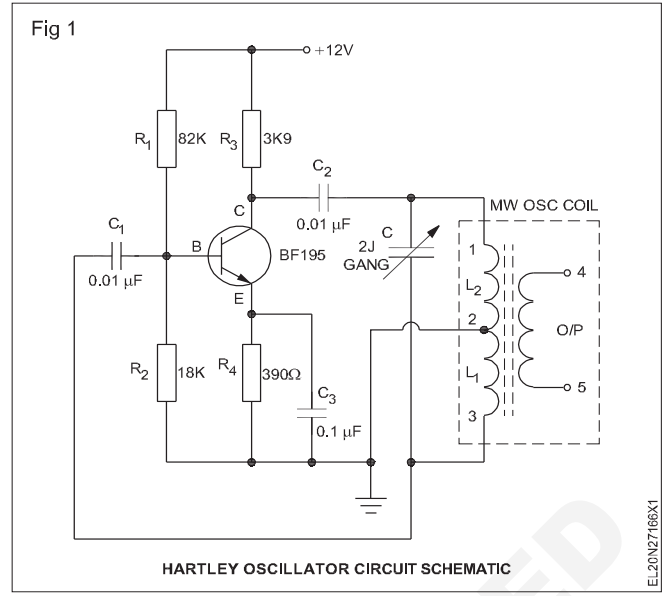 Fig 1
+12V
R1 82K
R3 3K9
C2
0.01 µF
C
C1
0.01 µF
B
BF195
E
C
2J
GANG
MW OSC COIL
1
L2
2
L1
3
4
O/P
5
R2 18K
R4 390Ω
C3
0.1 µF
HARTLEY OSCILLATOR CIRCUIT SCHEMATIC
EL20N27166X1